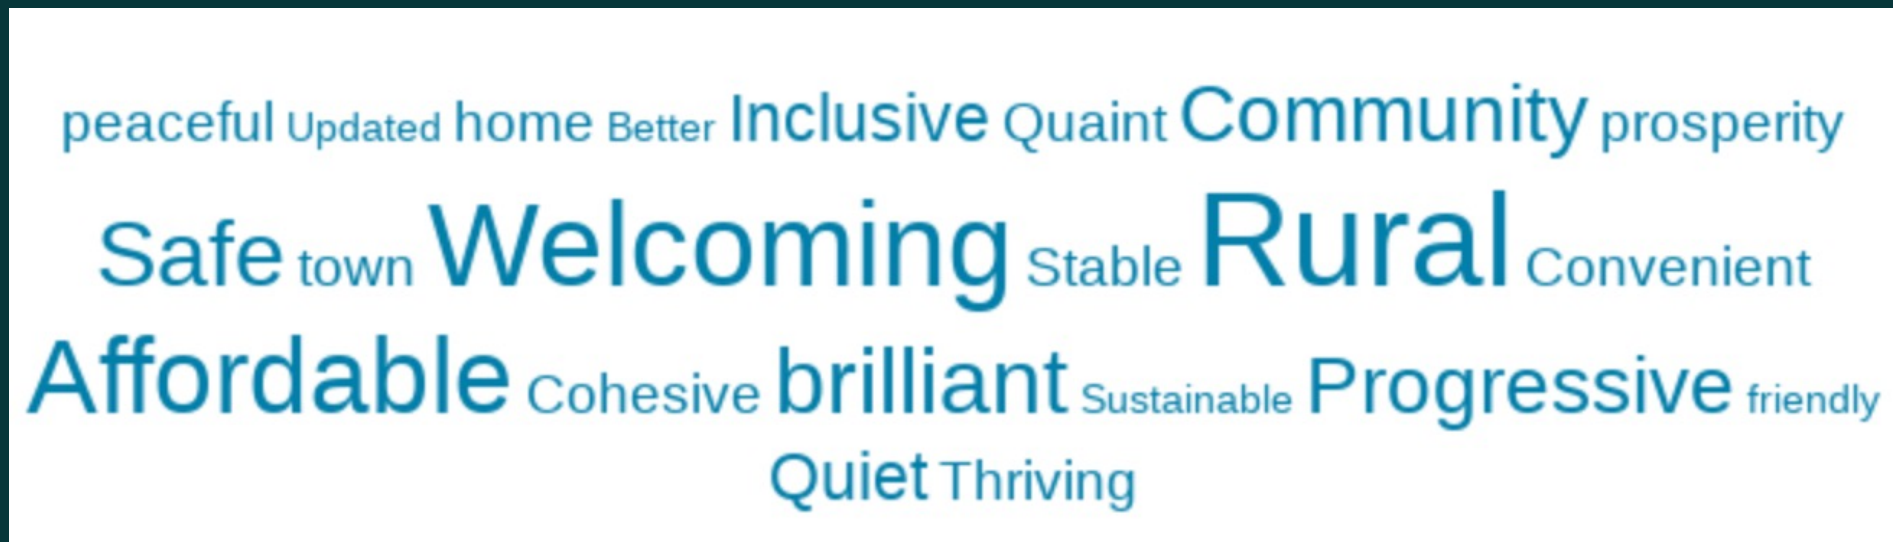 peaceful Updated home Better Inclusive Quaint Community prosperity
Safe town Welcoming Stable Rural Convenient
Affordable Cohesive brilliant Sustainable Progressive friendly
Quiet Thriving